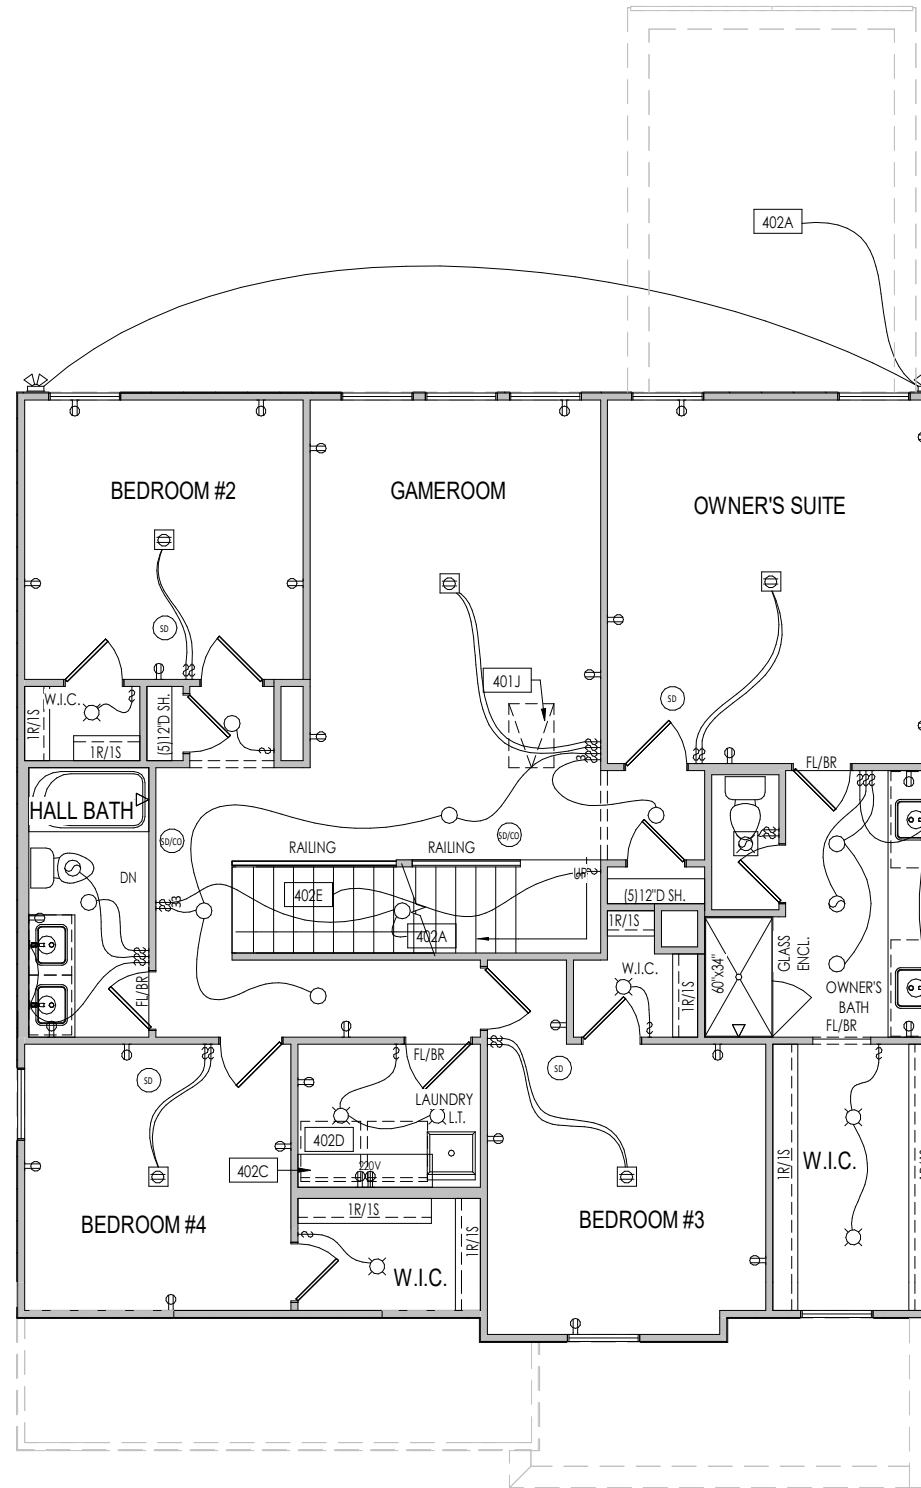 402A
BEDROOM #2
GAMEROOM
OWNER'S SUITE
SD
401J
SD
W.I.C.
1R/1S
1R/1S
(5)12"D SH.
FL/BR
HALL BATH
SD/CO
SD/CO
3
RAILING
RAILING
UP
DN
402E
33
402A
(5)12"D SH.
1R/1S
W.I.C.
1R/1S
60"x34"
GLASS
ENCL.
OWNER'S
BATH
FL/BR
FL/BR
SD
FL/BR
LAUNDRY
L.T.
SD
402D
402C
220V
BEDROOM #4
1R/1S
1R/1S
W.I.C.
BEDROOM #3
1R/1S
W.I.C.